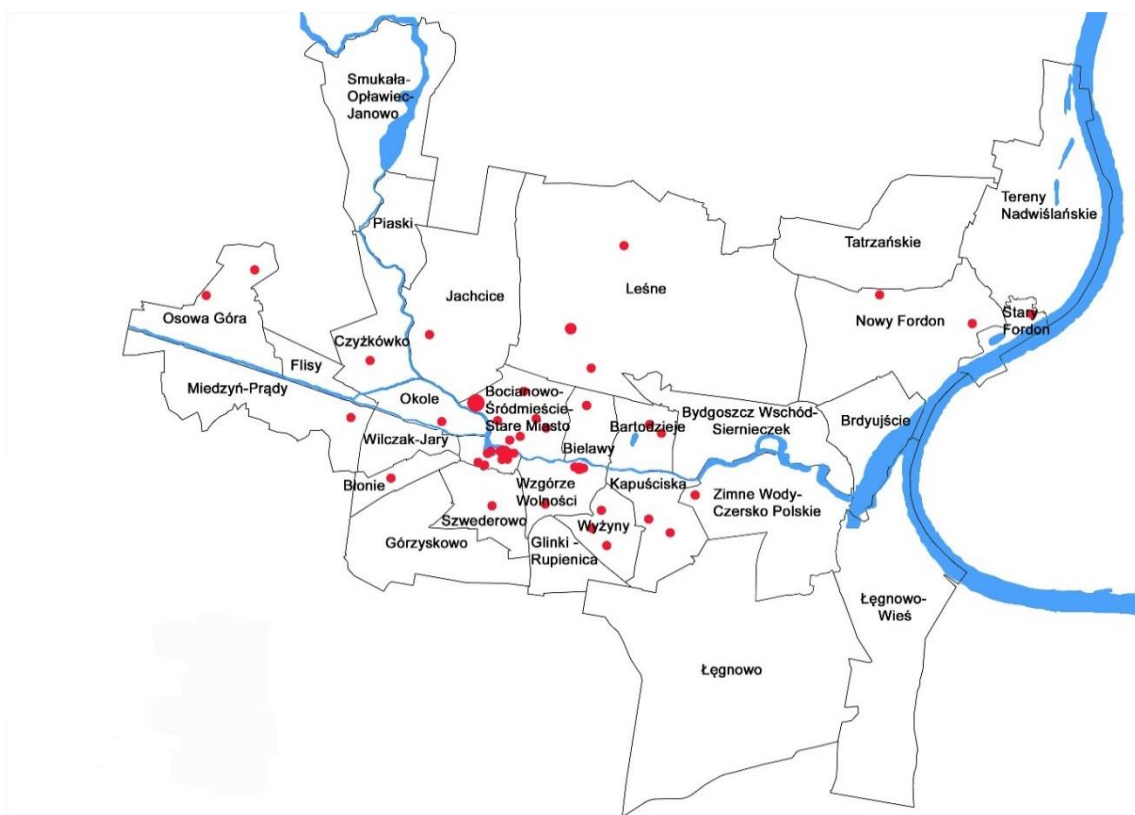 Smukała-
Opławiec-
Janowo
Piaski
Tereny
Nadwiślańskie
Tatrzańskie
Jachcice
Leśne
Osowa Góra
Nowy Fordon
Stary
Fordon
Czyżkówko
Flisy
Miedzyń-Prądy
Okole
Bocianowo-
Śródmieście-
Stare Miasto
Bartodzieje
Bydgoszcz Wschód-
Siernieczek
Brdyujście
Wilczak-Jary
Bielawy
Błonie
Wzgórze
Wolności
Kapuściska
Zimne Wody-
Czersko Polskie
Szwederowo
Wyżyny
Górzyskowo
Glinki -
Rupienica
Łęgnowo-
Wieś
Łęgnowo